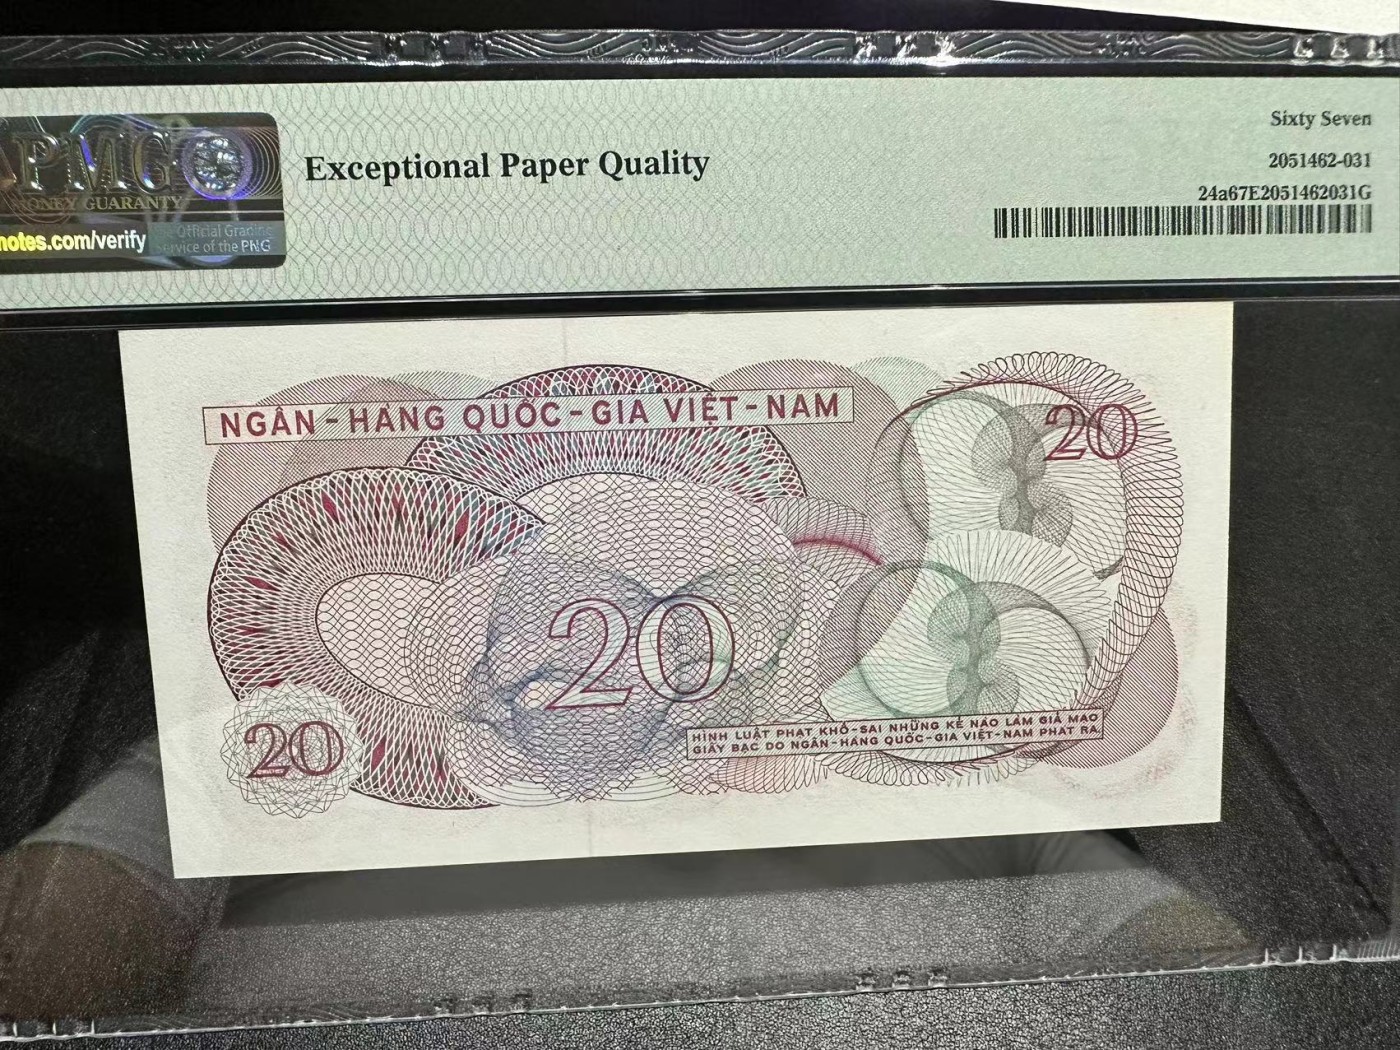 Sixty Seven
PMG
MONEY GUARANTY
Exceptional Paper Quality
2051462-031
24a67E2051462031G
Official Grading
notes.com/verify
Service of the PNG
NGÂN-HÀNG QUỐC-GIA VIỆT-NAM
20
20
20
HÌNH LUẬT PHẠT KHỔ-SAI NHỮNG KẺ NÀO LÀM GIẢ MẠO
GIẤY BẠC DO NGÂN-HÀNG QUỐC-GIA VIỆT-NAM PHÁT RA.